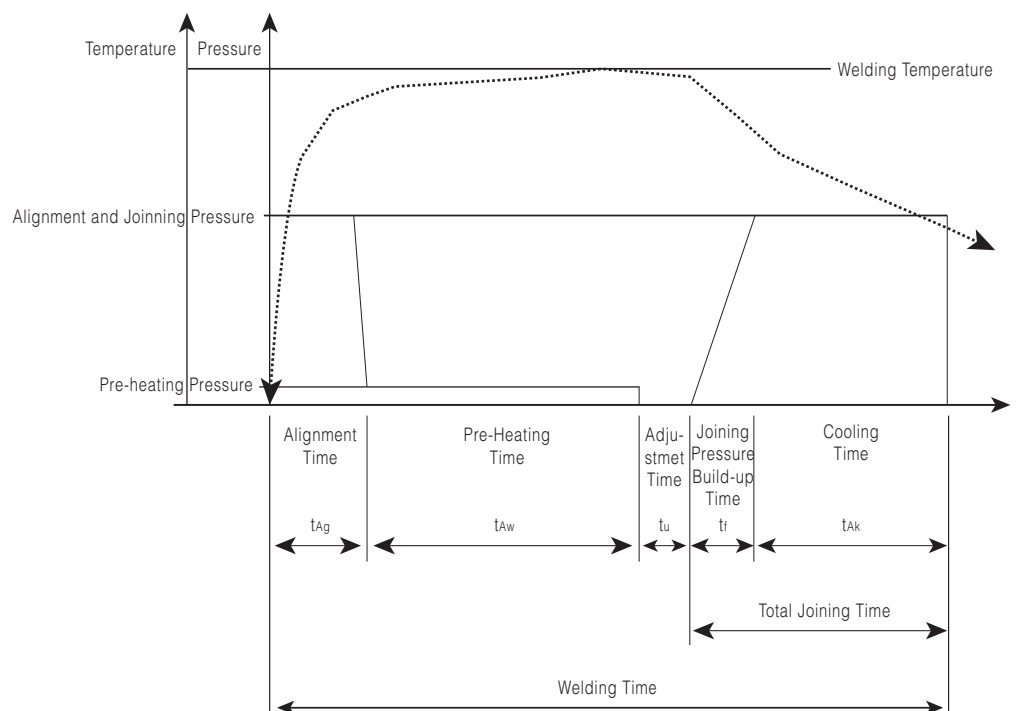 Temperature
Pressure
Welding Temperature
Alignment and Joinning Pressure
Pre-heating Pressure
Alignment
Time
Pre-Heating
Time
Adju-
stmet
Time
Joining
Pressure
Build-up
Time
Cooling
Time
tAg
tAw
tu
tf
tAk
Total Joining Time
Welding Time